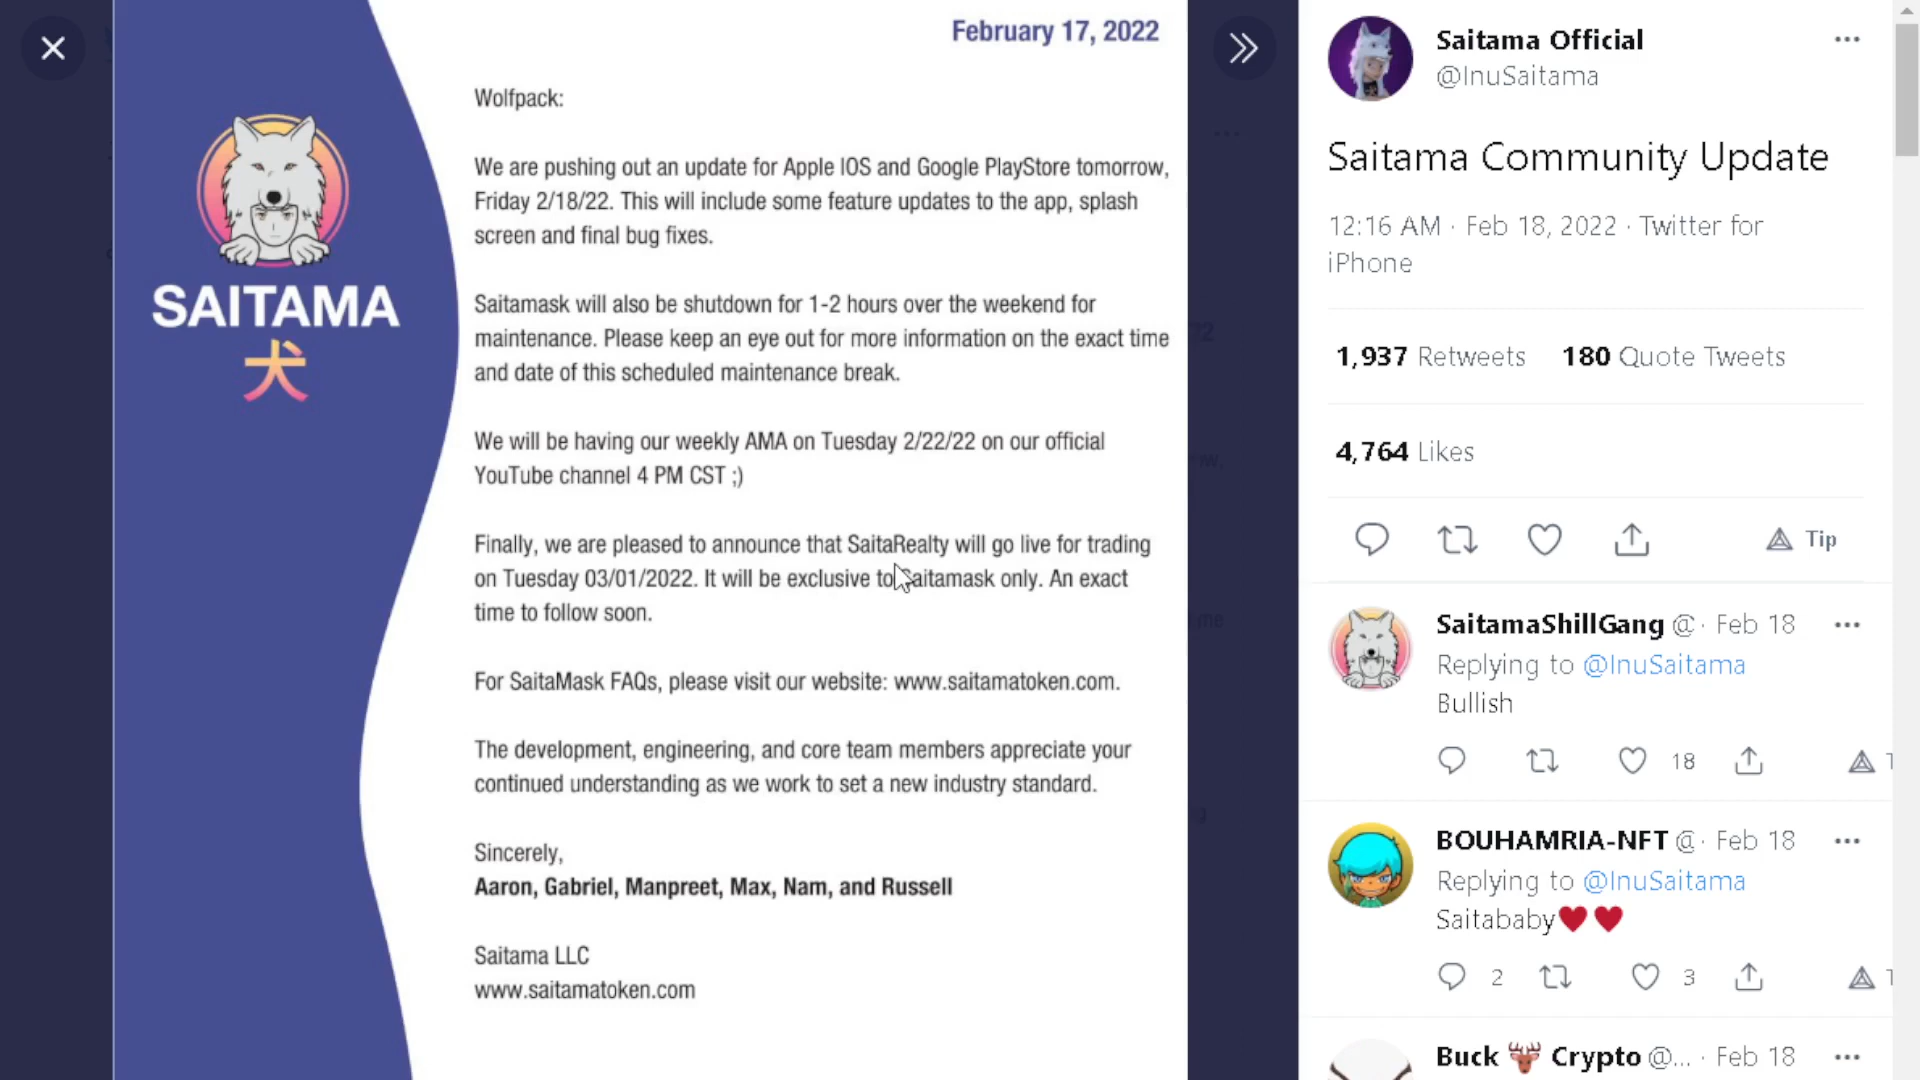 February 17, 2022
SAITAMA
犬
Wolfpack:
We are pushing out an update for Apple IOS and Google PlayStore tomorrow,
Friday 2/18/22. This will include some feature updates to the app, splash
screen and final bug fixes.
Saitamask will also be shutdown for 1-2 hours over the weekend for
maintenance. Please keep an eye out for more information on the exact time
and date of this scheduled maintenance break.
We will be having our weekly AMA on Tuesday 2/22/22 on our official
YouTube channel 4 PM CST ;)
Finally, we are pleased to announce that SaitaRealty will go live for trading
on Tuesday 03/01/2022. It will be exclusive to Saitamask only. An exact
time to follow soon.
For SaitaMask FAQs, please visit our website: www.saitamatoken.com.
The development, engineering, and core team members appreciate your
continued understanding as we work to set a new industry standard.
Sincerely,
Aaron, Gabriel, Manpreet, Max, Nam, and Russell
Saitama LLC
www.saitamatoken.com
Saitama Official
@InuSaitama
Saitama Community Update
12:16 AM · Feb 18, 2022 · Twitter for
iPhone
1,937 Retweets 180 Quote Tweets
4,764 Likes
Tip
SaitamaShillGang @ · Feb 18
Replying to @InuSaitama
Bullish
18
BOUHAMRIA-NFT @ · Feb 18
Replying to @InuSaitama
Saitababy❤❤
2 3
Buck 🦌 Crypto @... · Feb 18